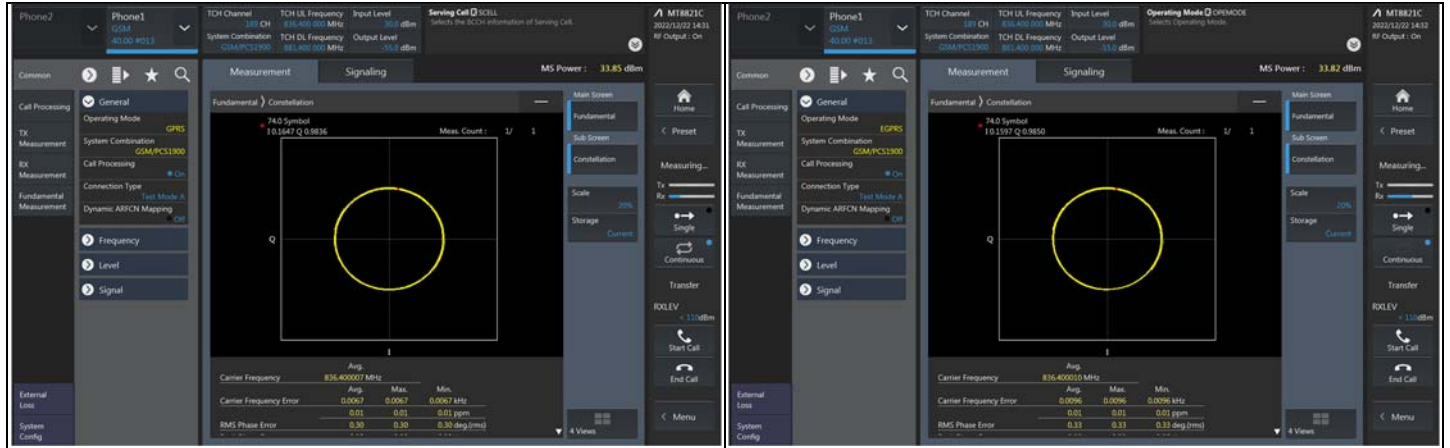 Phone2
Phone1
GSM
40.00 #013
TCH Channel
189 CH
TCH UL Frequency
836.400 000 MHz
Input Level
30.0 dBm
System Combination
GSM/PCS1900
TCH DL Frequency
881.400 000 MHz
Output Level
-55.0 dBm
Serving Cell SCELL
Selects the BCCH information of Serving Cell.
MT8821C
2022/12/22 14:31
RF Output : On
Common
Call Processing
TX
Measurement
RX
Measurement
Fundamental
Measurement
External
Loss
System
Config
General
Operating Mode
GPRS
System Combination
GSM/PCS1900
Call Processing
On
Connection Type
Test Mode A
Dynamic ARFCN Mapping
Off
Frequency
Level
Signal
Measurement
Signaling
MS Power : 33.85 dBm
Fundamental Constellation
74.0 Symbol
I 0.1647 Q 0.9836
Meas. Count : 1/ 1
Q
I
Avg.
Carrier Frequency 836.400007 MHz
Avg. Max. Min.
Carrier Frequency Error 0.0067 0.0067 0.0067 kHz
0.01 0.01 0.01 ppm
RMS Phase Error 0.30 0.30 0.30 deg.(rms)
Main Screen
Fundamental
Sub Screen
Constellation
Scale
20%
Storage
Current
4 Views
Home
Preset
Measuring...
Tx
Rx
Single
Continuous
Transfer
RXLEV
< 110dBm
Start Call
End Call
Menu
Phone2
Phone1
GSM
40.00 #013
TCH Channel
189 CH
TCH UL Frequency
836.400 000 MHz
Input Level
30.0 dBm
System Combination
GSM/PCS1900
TCH DL Frequency
881.400 000 MHz
Output Level
-55.0 dBm
Operating Mode OPEMODE
Selects Operating Mode.
MT8821C
2022/12/22 14:32
RF Output : On
Common
Call Processing
TX
Measurement
RX
Measurement
Fundamental
Measurement
External
Loss
System
Config
General
Operating Mode
EGPRS
System Combination
GSM/PCS1900
Call Processing
On
Connection Type
Test Mode A
Dynamic ARFCN Mapping
Off
Frequency
Level
Signal
Measurement
Signaling
MS Power : 33.82 dBm
Fundamental Constellation
74.0 Symbol
I 0.1597 Q 0.9850
Meas. Count : 1/ 1
Q
I
Avg.
Carrier Frequency 836.400010 MHz
Avg. Max. Min.
Carrier Frequency Error 0.0096 0.0096 0.0096 kHz
0.01 0.01 0.01 ppm
RMS Phase Error 0.33 0.33 0.33 deg.(rms)
Main Screen
Fundamental
Sub Screen
Constellation
Scale
20%
Storage
Current
4 Views
Home
Preset
Measuring...
Tx
Rx
Single
Continuous
Transfer
RXLEV
< 110dBm
Start Call
End Call
Menu